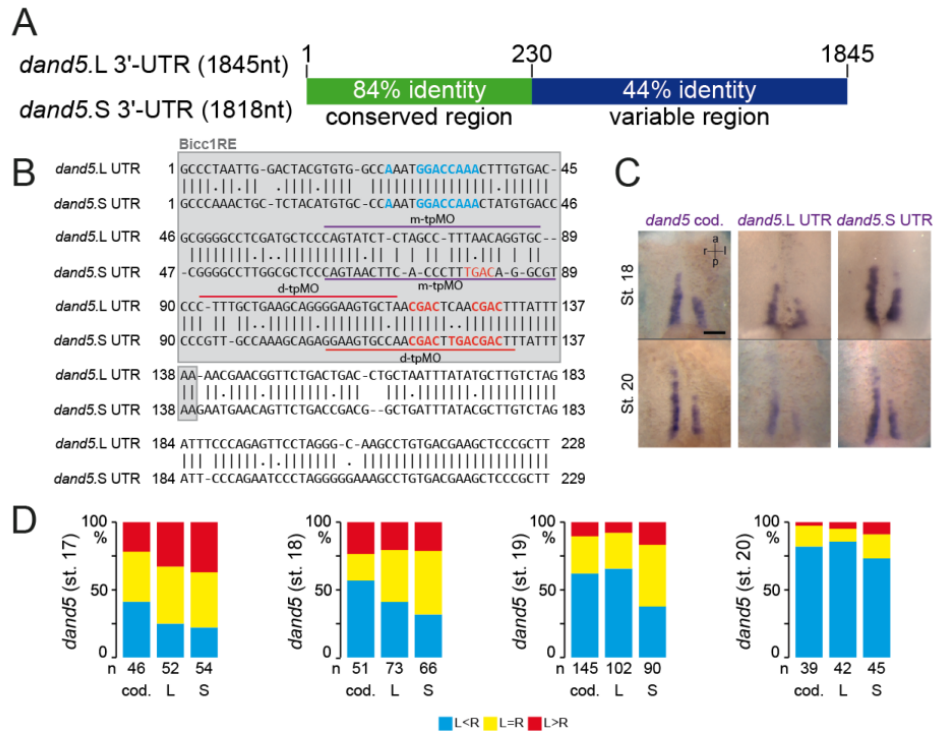 A
dand5.L 3'-UTR (1845nt)
dand5.S 3'-UTR (1818nt)
1 230 1845
84% identity 44% identity
conserved region variable region
B
Bicc1RE
dand5.L UTR 1 GCCCTAATTG-GACTACGTGTG-GCCAAATGGACCAAACTTTGTGAC- 45
dand5.S UTR 1 GCCCAAACTGC-TCTACATGTGC-CCAAATGGACCAAACTATGTGACC 46
m-tpMO
dand5.L UTR 46 GCGGGGCCTCGATGCTCCCAGTATCT-CTAGCC-TTTAACAGGTGC-- 89
dand5.S UTR 47 -CGGGGCCTTGGCGCTCCCAGTAACTTC-A-CCCTTTTGACA-G-GCGT 89
d-tpMO m-tpMO
dand5.L UTR 90 CCC-TTTGCTGAAGCAGGGGAAGTGCTAACGACTCAACGACTTTATTT 137
dand5.S UTR 90 CCCGTT-GCCAAAGCAGAGGAAGTGCCAACGACTTGACGACTTTATTT 137
d-tpMO
dand5.L UTR 138 AA-AACGAACGGTTCTGACTGAC-CTGCTAATTTATATGCTTGTCTAG 183
dand5.S UTR 138 AAGAATGAACAGTTCTGACCGACG--GCTGATTTATACGCTTGTCTAG 183
dand5.L UTR 184 ATTTCCCAGAGTTCCTAGGG-C-AAGCCTGTGACGAAGCTCCCGCTT 228
dand5.S UTR 184 ATT-CCCAGAATCCCTAGGGGGAAAGCCTGTGACGAAGCTCCCGCTT 229
C
dand5 cod. dand5.L UTR dand5.S UTR
a
r l
p
St. 18
St. 20
D
dand5 (st. 17)
100
%
50
0
n 46 52 54
cod. L S
dand5 (st. 18)
100
%
50
0
n 51 73 66
cod. L S
dand5 (st. 19)
100
%
50
0
n 145 102 90
cod. L S
dand5 (st. 20)
100
%
50
0
n 39 42 45
cod. L S
L<R L=R L>R